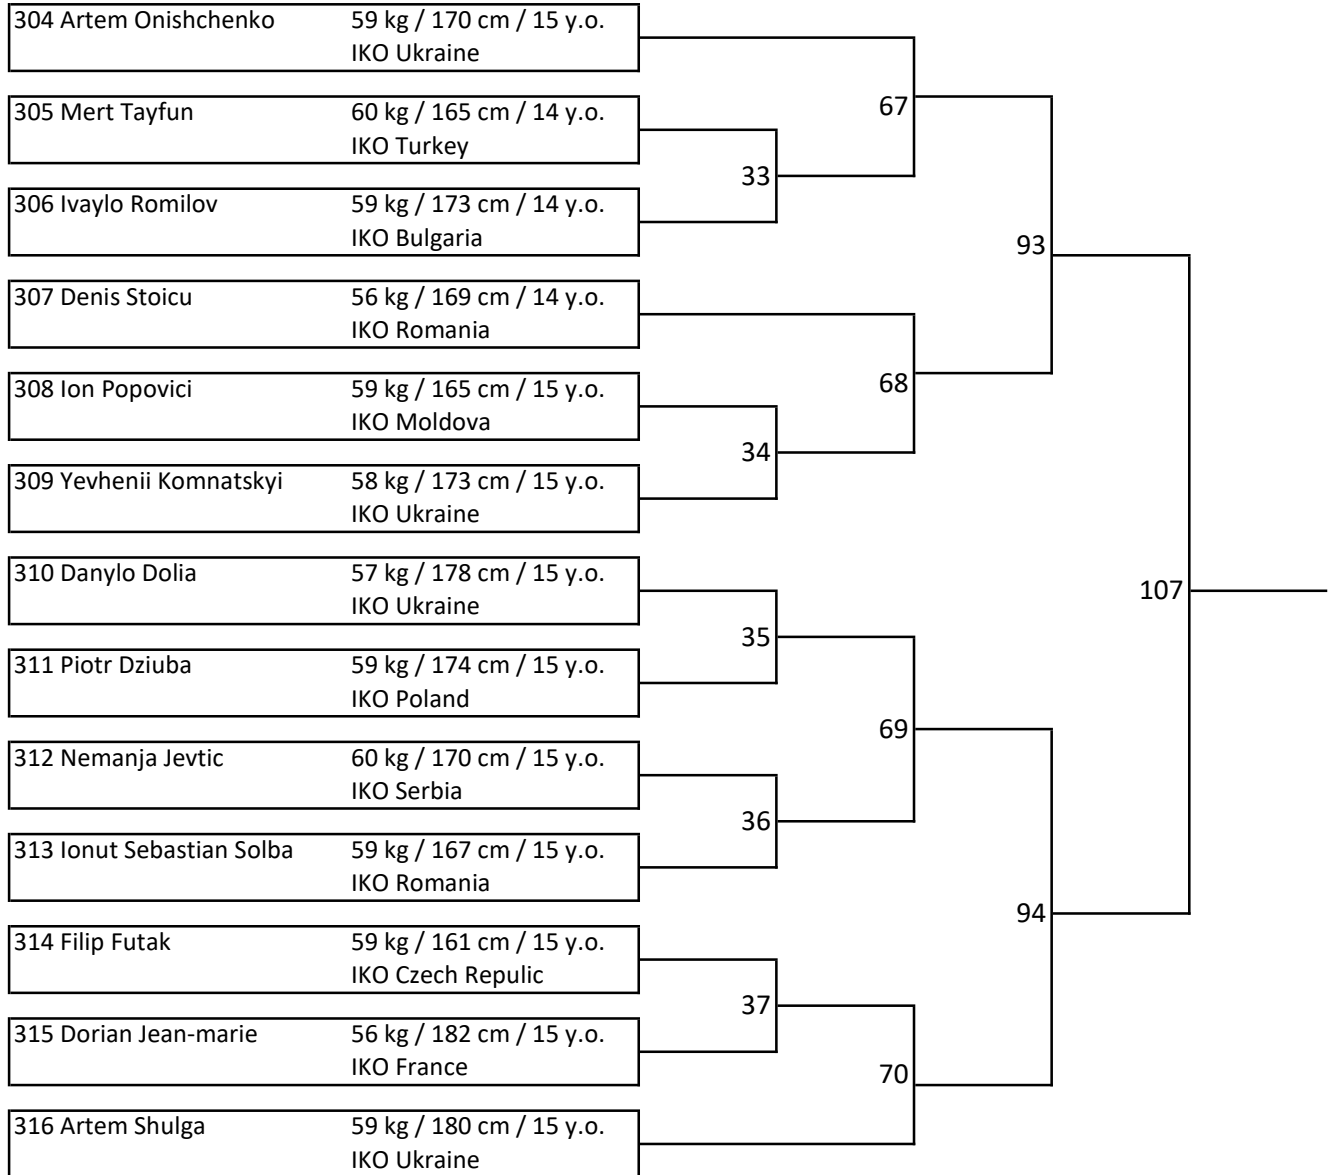 304 Artem Onishchenko 59 kg / 170 cm / 15 y.o.
IKO Ukraine
305 Mert Tayfun 60 kg / 165 cm / 14 y.o.
IKO Turkey
306 Ivaylo Romilov 59 kg / 173 cm / 14 y.o.
IKO Bulgaria
307 Denis Stoicu 56 kg / 169 cm / 14 y.o.
IKO Romania
308 Ion Popovici 59 kg / 165 cm / 15 y.o.
IKO Moldova
309 Yevhenii Komnatskyi 58 kg / 173 cm / 15 y.o.
IKO Ukraine
310 Danylo Dolia 57 kg / 178 cm / 15 y.o.
IKO Ukraine
311 Piotr Dziuba 59 kg / 174 cm / 15 y.o.
IKO Poland
312 Nemanja Jevtic 60 kg / 170 cm / 15 y.o.
IKO Serbia
313 Ionut Sebastian Solba 59 kg / 167 cm / 15 y.o.
IKO Romania
314 Filip Futak 59 kg / 161 cm / 15 y.o.
IKO Czech Repulic
315 Dorian Jean-marie 56 kg / 182 cm / 15 y.o.
IKO France
316 Artem Shulga 59 kg / 180 cm / 15 y.o.
IKO Ukraine
33
34
35
36
37
67
68
69
70
93
94
107